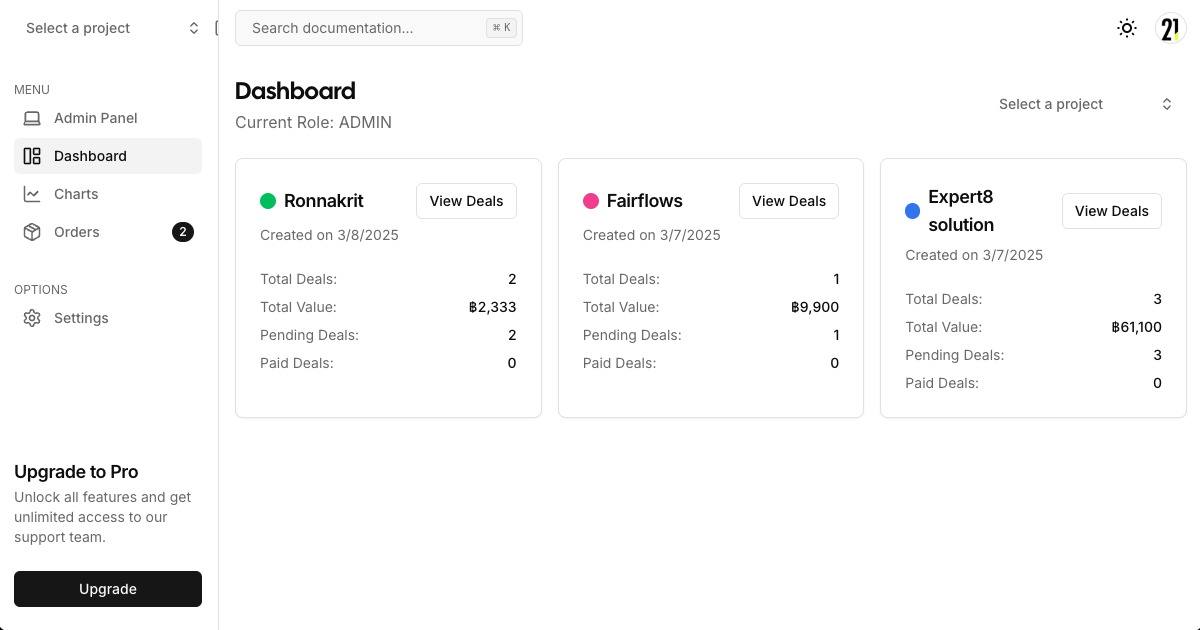 Select a project
MENU
Admin Panel
Dashboard
Charts
Orders 2
OPTIONS
Settings
Upgrade to Pro
Unlock all features and get
unlimited access to our
support team.
Upgrade
Search documentation... ⌘ K
21
Dashboard
Current Role: ADMIN
Select a project
Ronnakrit View Deals
Created on 3/8/2025
Total Deals: 2
Total Value: ฿2,333
Pending Deals: 2
Paid Deals: 0
Fairflows View Deals
Created on 3/7/2025
Total Deals: 1
Total Value: ฿9,900
Pending Deals: 1
Paid Deals: 0
Expert8
solution
View Deals
Created on 3/7/2025
Total Deals: 3
Total Value: ฿61,100
Pending Deals: 3
Paid Deals: 0